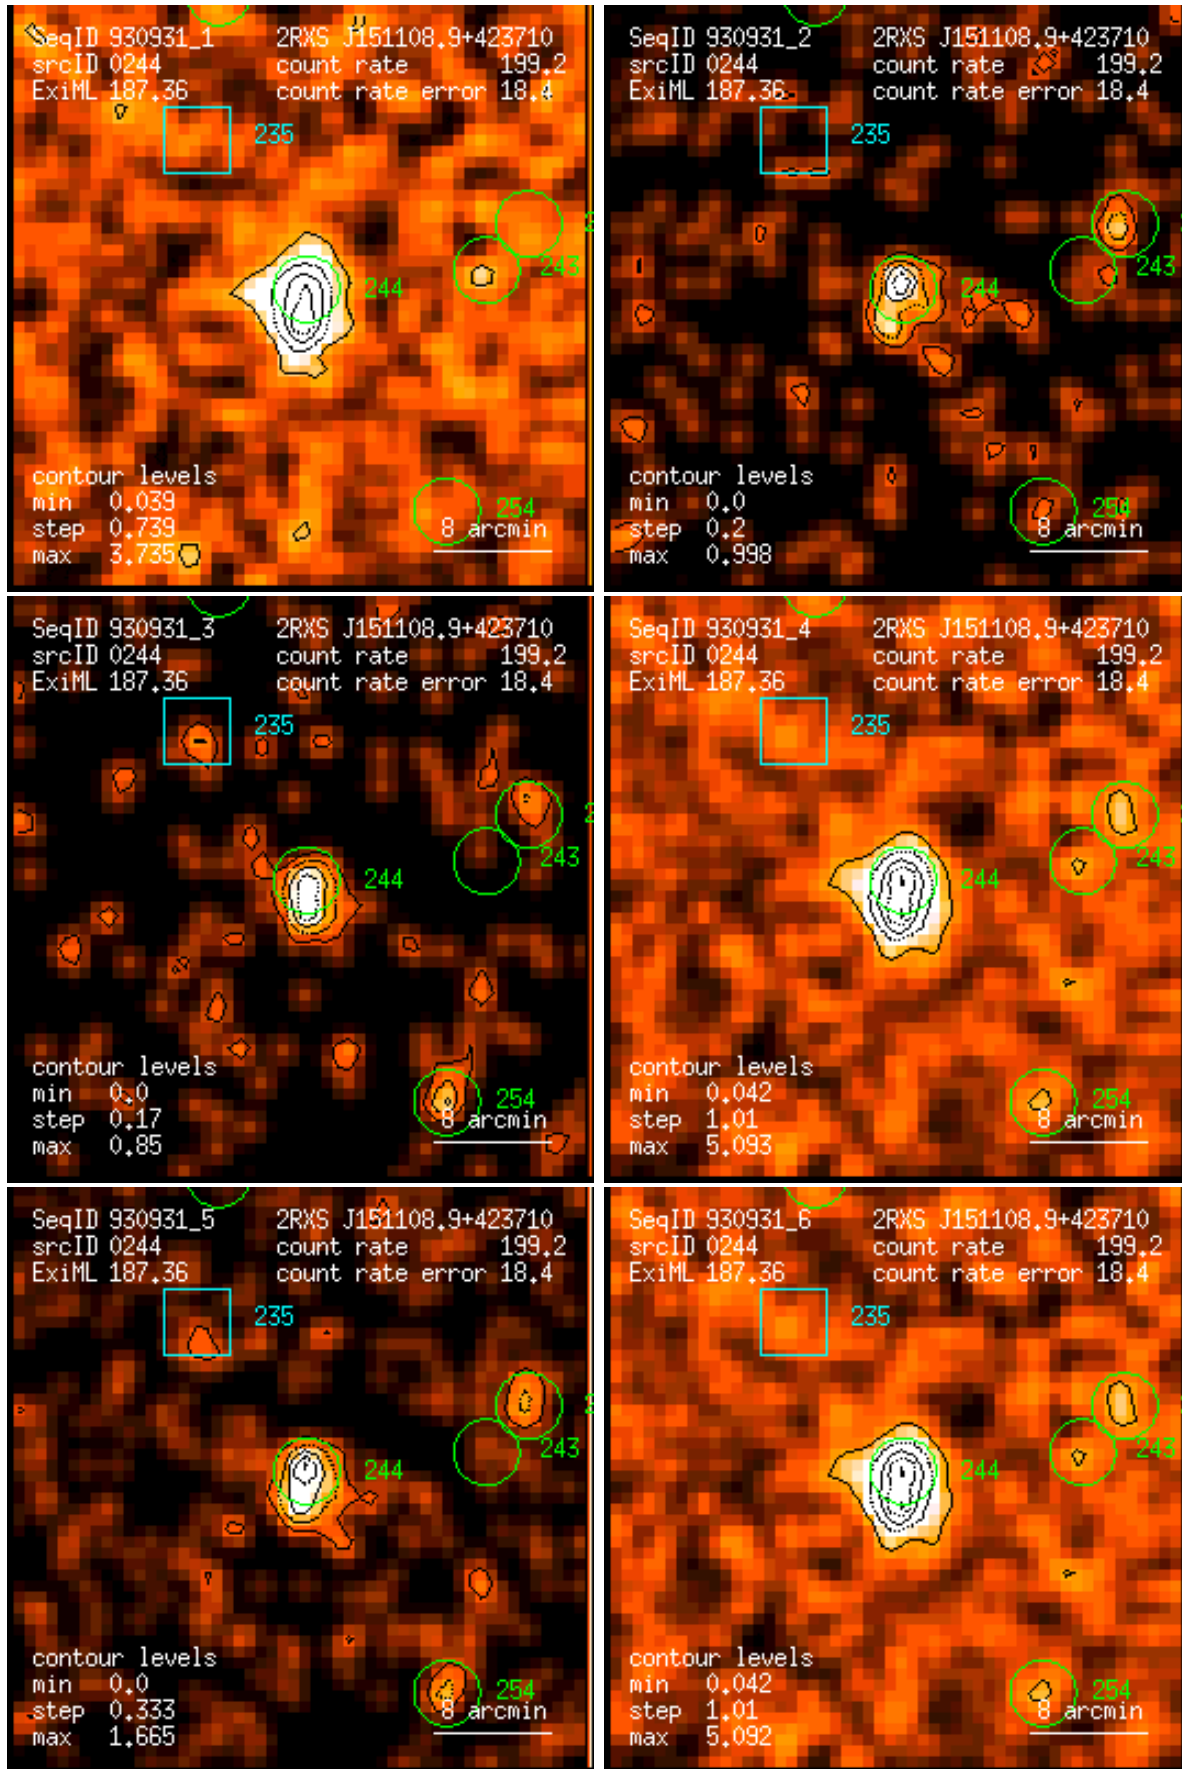 SeqID 930931_1 2RXS J151108.9+423710
srcID 0244 count rate 199.2
ExiML 187.36 count rate error 18.4
235
243
244
contour levels
min 0.039
254
step 0.739
8 arcmin
max 3.735
SeqID 930931_2 2RXS J151108.9+423710
srcID 0244 count rate 199.2
ExiML 187.36 count rate error 18.4
235
243
244
contour levels
min 0.0
254
step 0.2
8 arcmin
max 0.998
SeqID 930931_3 2RXS J151108.9+423710
srcID 0244 count rate 199.2
ExiML 187.36 count rate error 18.4
235
243
244
contour levels
min 0.0
254
step 0.17
8 arcmin
max 0.85
SeqID 930931_4 2RXS J151108.9+423710
srcID 0244 count rate 199.2
ExiML 187.36 count rate error 18.4
235
243
244
contour levels
min 0.042
254
step 1.01
8 arcmin
max 5.093
SeqID 930931_5 2RXS J151108.9+423710
srcID 0244 count rate 199.2
ExiML 187.36 count rate error 18.4
235
243
244
contour levels
min 0.0
254
step 0.333
8 arcmin
max 1.665
SeqID 930931_6 2RXS J151108.9+423710
srcID 0244 count rate 199.2
ExiML 187.36 count rate error 18.4
235
243
244
contour levels
min 0.042
254
step 1.01
8 arcmin
max 5.092